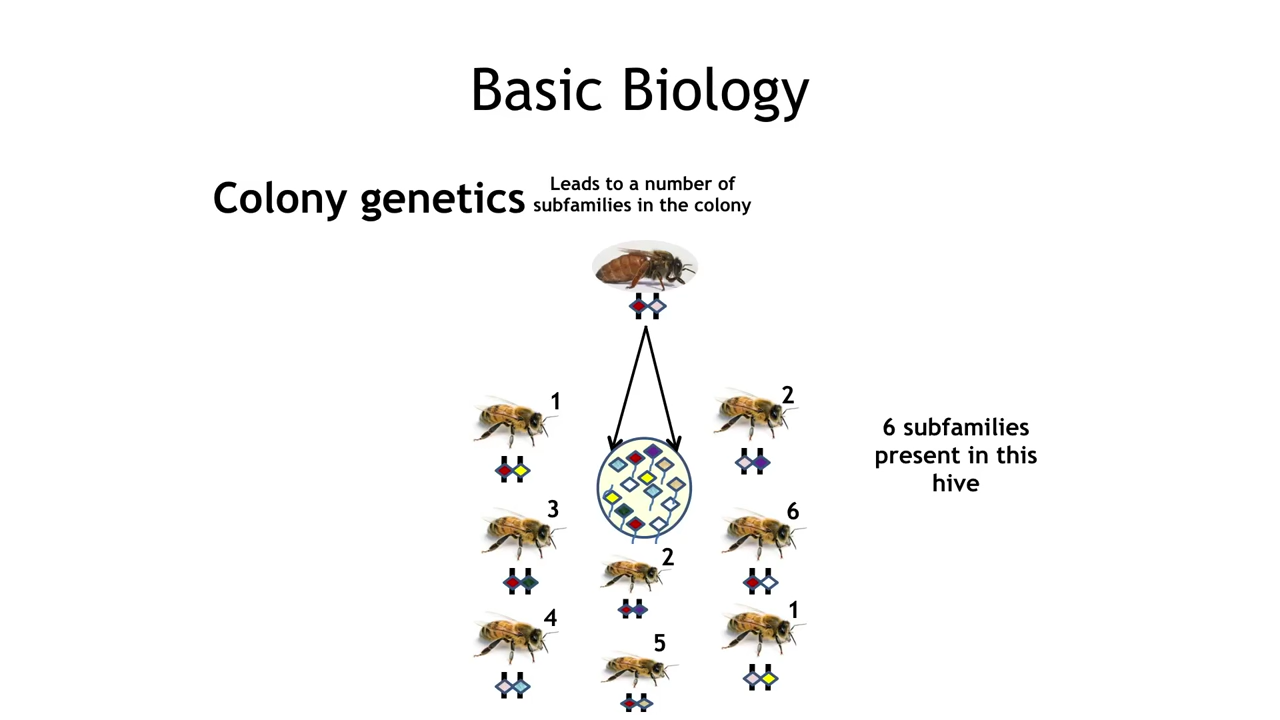 Basic Biology
Colony genetics
Leads to a number of
subfamilies in the colony
1
2
6 subfamilies
present in this
hive
3
6
2
4
1
5